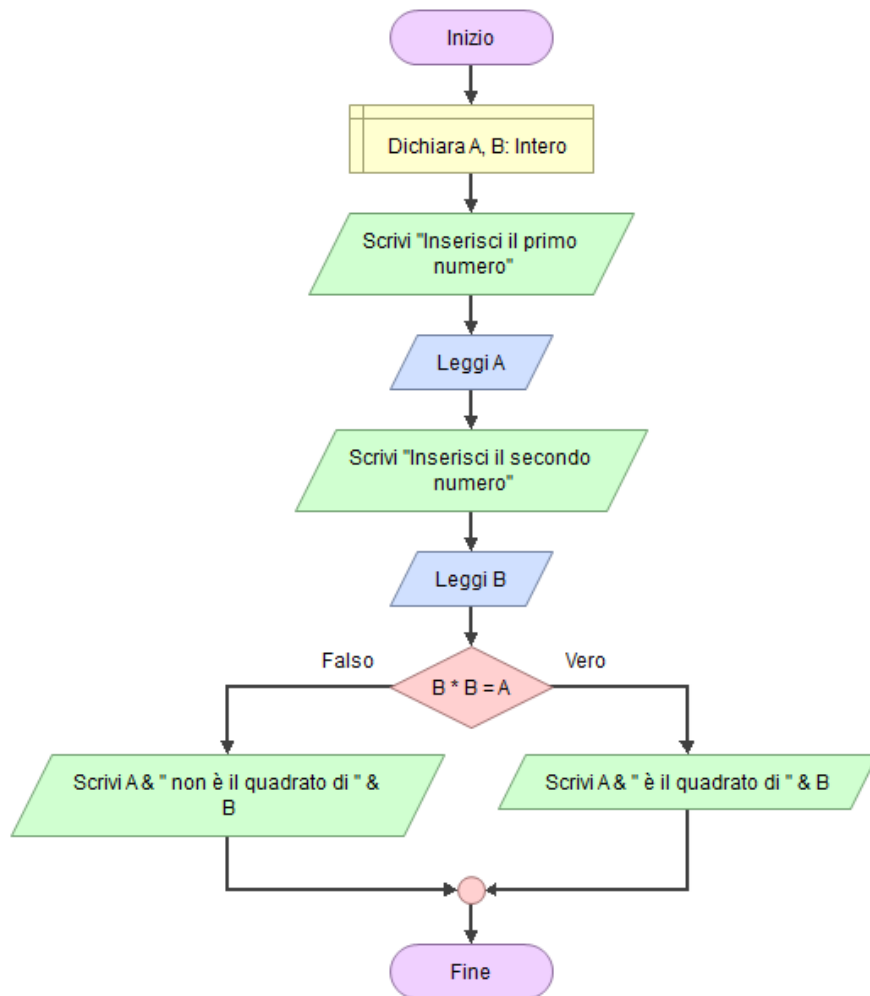 Inizio
Dichiara A, B: Intero
Scrivi "Inserisci il primo
numero"
Leggi A
Scrivi "Inserisci il secondo
numero"
Leggi B
Falso
Vero
B * B = A
Scrivi A & " non è il quadrato di " &
B
Scrivi A & " è il quadrato di " & B
Fine